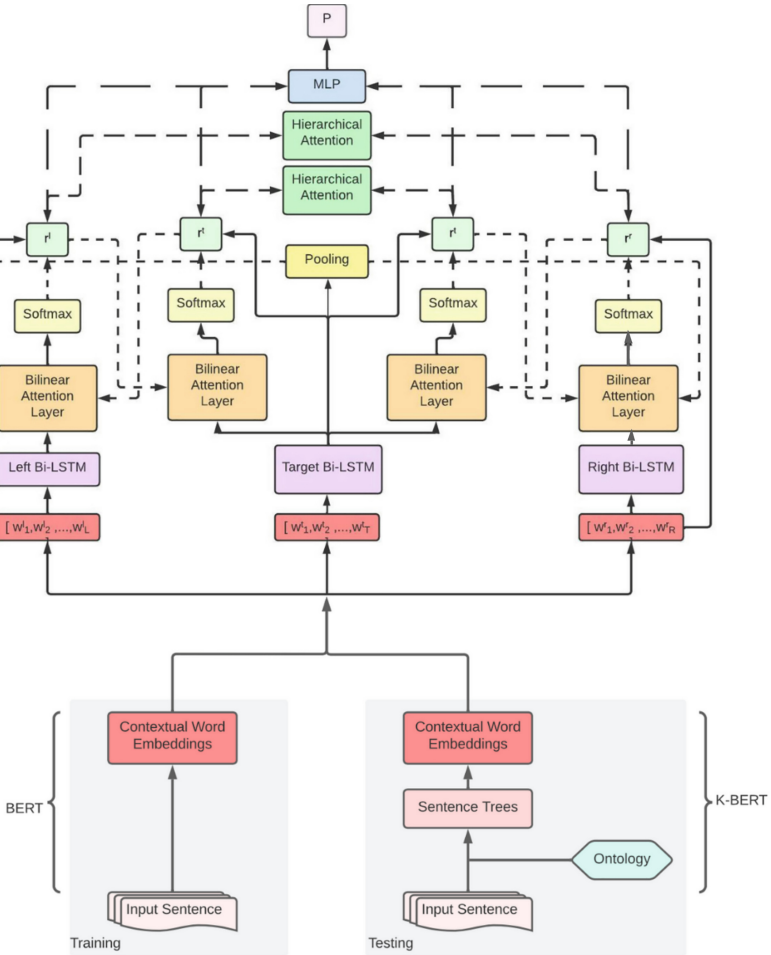 P
MLP
Hierarchical
Attention
Hierarchical
Attention
rˡ
rᵗ
rᵗ
rʳ
Pooling
Softmax
Softmax
Softmax
Softmax
Bilinear
Attention
Layer
Bilinear
Attention
Layer
Bilinear
Attention
Layer
Bilinear
Attention
Layer
Left Bi-LSTM
Target Bi-LSTM
Right Bi-LSTM
[ wˡ₁,wˡ₂ ,...,wˡL
[ wᵗ₁,wᵗ₂ ,...,wᵗT
[ wʳ₁,wʳ₂ ,...,wʳR
Contextual Word
Embeddings
Contextual Word
Embeddings
BERT
Sentence Trees
K-BERT
Ontology
Input Sentence
Input Sentence
Training
Testing